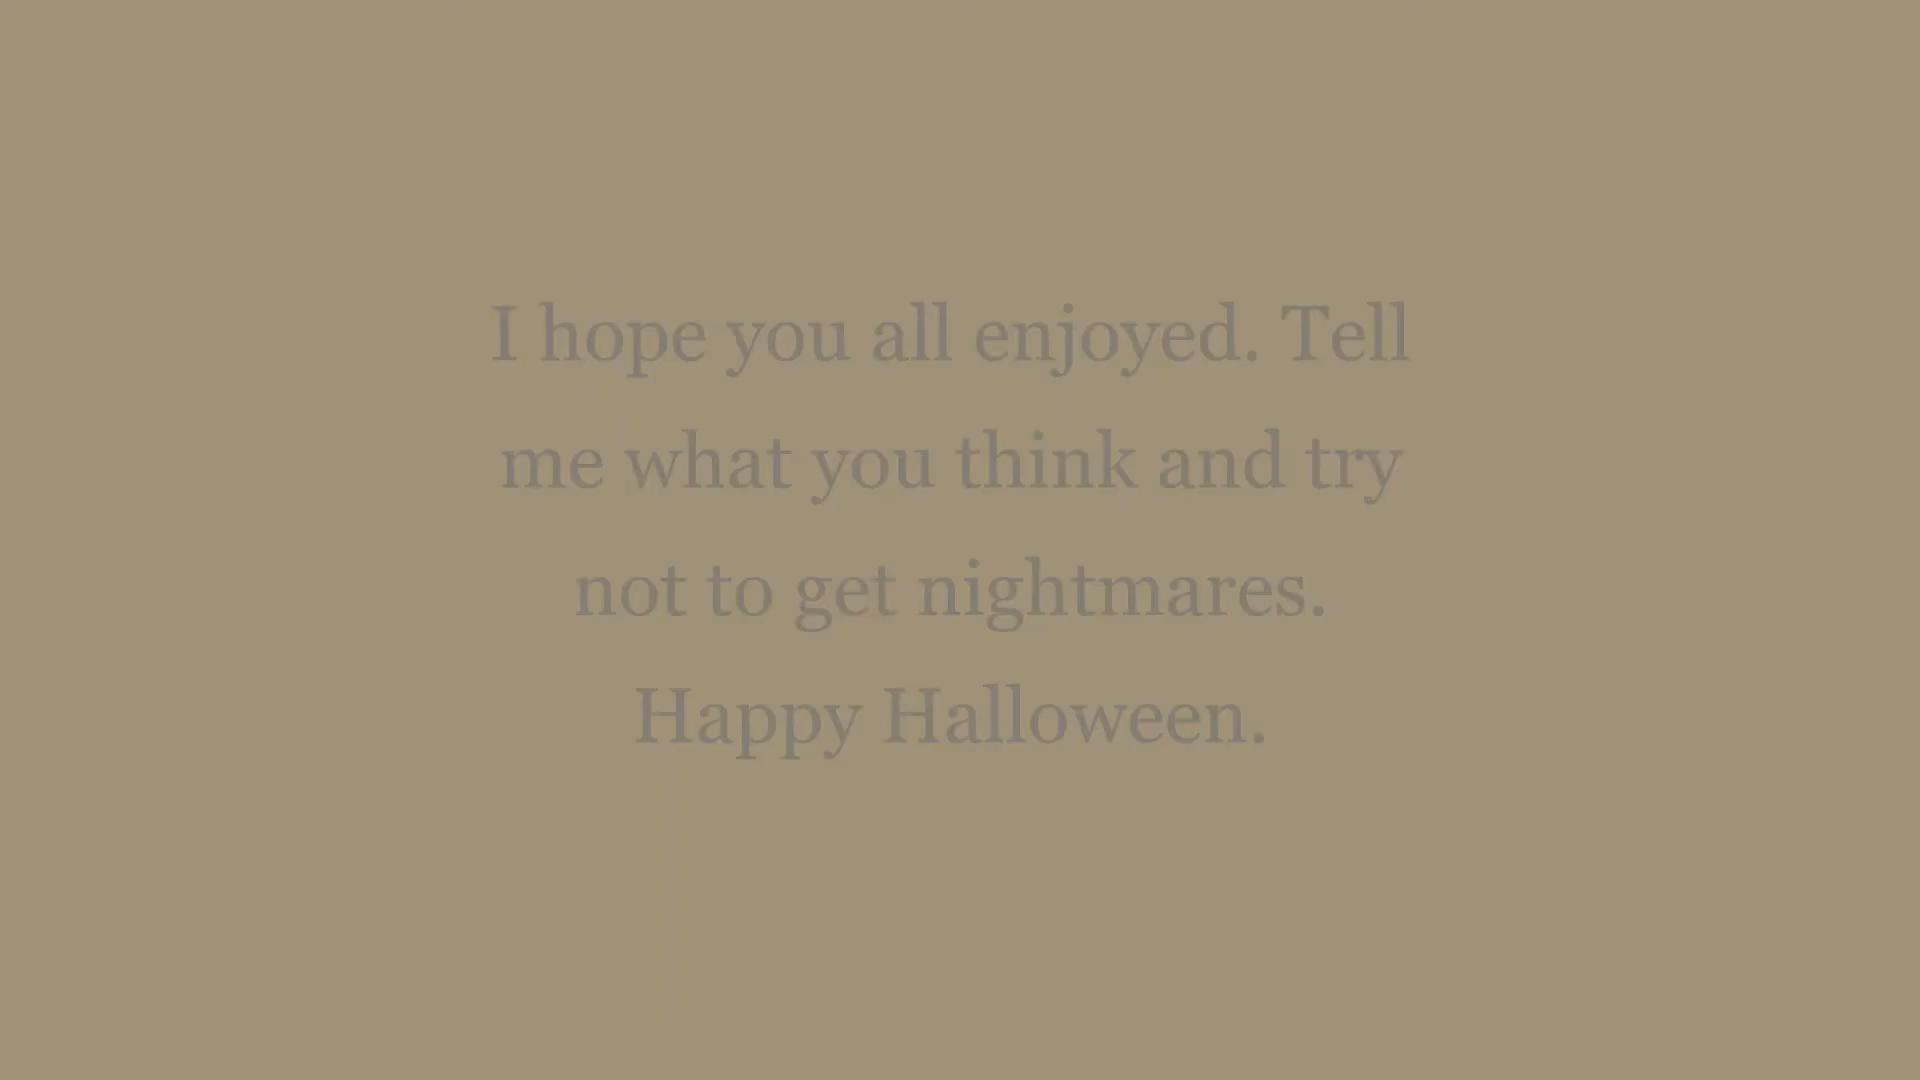 I hope you all enjoyed. Tell
me what you think and try
not to get nightmares.
Happy Halloween.